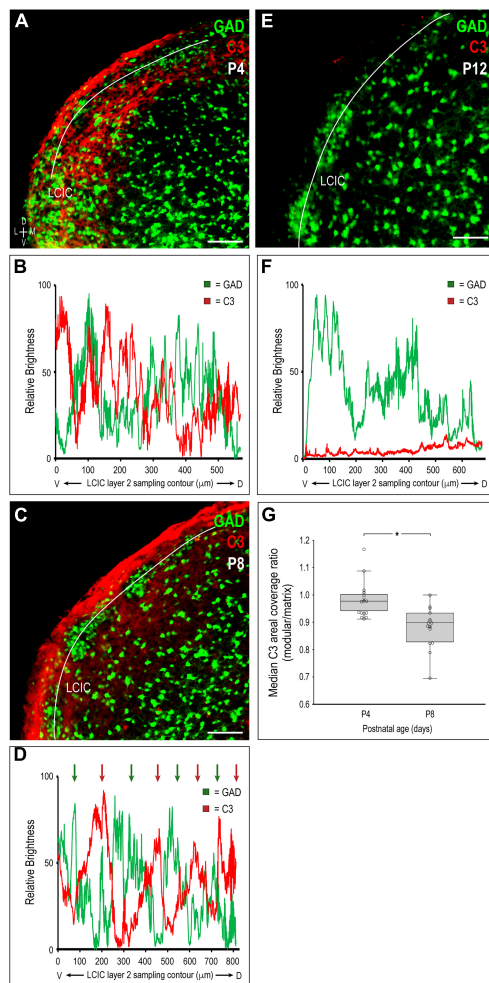 A
GAD
C3
P4
LCIC
D
L M
V
E
GAD
C3
P12
LCIC
B
= GAD
= C3
Relative Brightness
100
50
0
0 100 200 300 400 500
V LCIC layer 2 sampling contour (μm) D
F
= GAD
= C3
Relative Brightness
100
50
0
0 100 200 300 400 500 600
V LCIC layer 2 sampling contour (μm) D
C
GAD
C3
P8
LCIC
G
*
Median C3 areal coverage ratio
(modular/matrix)
1.2
1.1
1.0
0.9
0.8
0.7
0.6
P4 P8
Postnatal age (days)
D
= GAD
= C3
Relative Brightness
100
50
0
0 100 200 300 400 500 600 700 800
V LCIC layer 2 sampling contour (μm) D